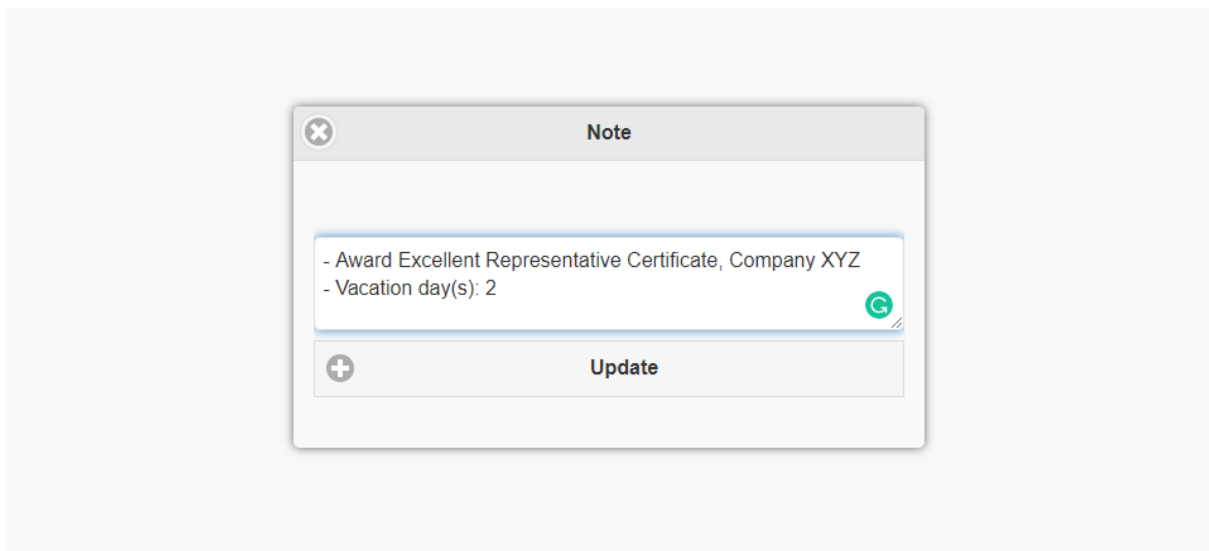 Note
- Award Excellent Representative Certificate, Company XYZ
- Vacation day(s): 2
Update